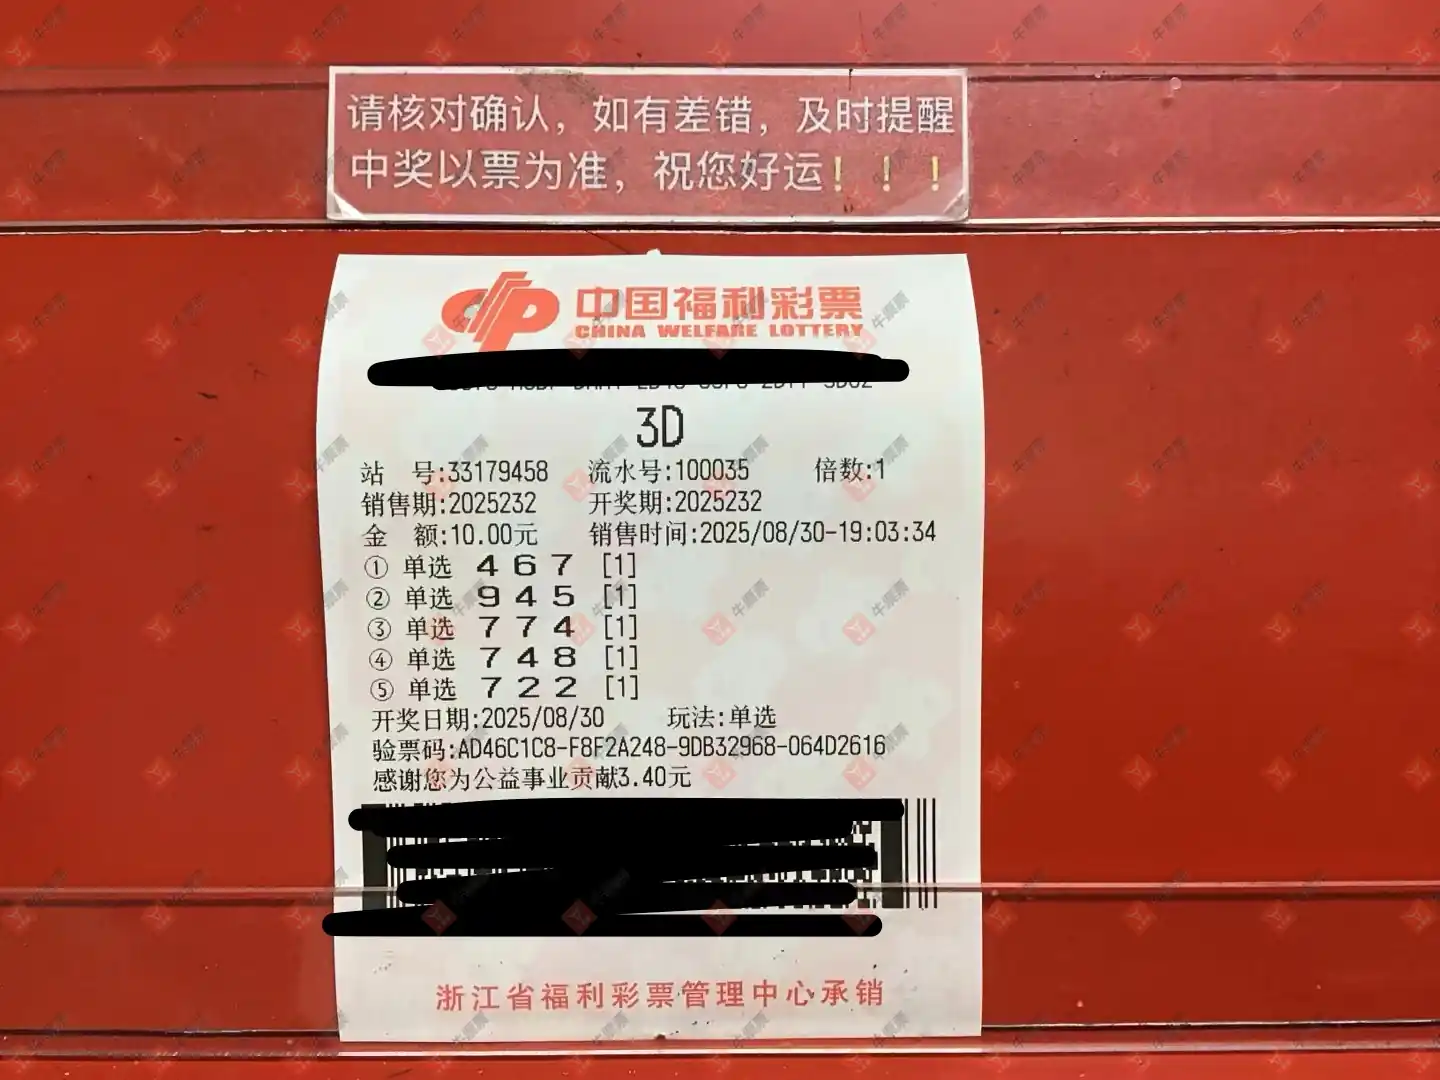 请核对确认，如有差错，及时提醒
中奖以票为准，祝您好运！！！
中国福利彩票
CHINA WELFARE LOTTERY
3D
站 号:33179458 流水号:100035 倍数:1
销售期:2025232 开奖期:2025232
金 额:10.00元 销售时间:2025/08/30-19:03:34
① 单选 4 6 7 [1]
② 单选 9 4 5 [1]
③ 单选 7 7 4 [1]
④ 单选 7 4 8 [1]
⑤ 单选 7 2 2 [1]
开奖日期:2025/08/30 玩法:单选
验票码:AD46C1C8-F8F2A248-9DB32968-064D2616
感谢您为公益事业贡献3.40元
浙江省福利彩票管理中心承销